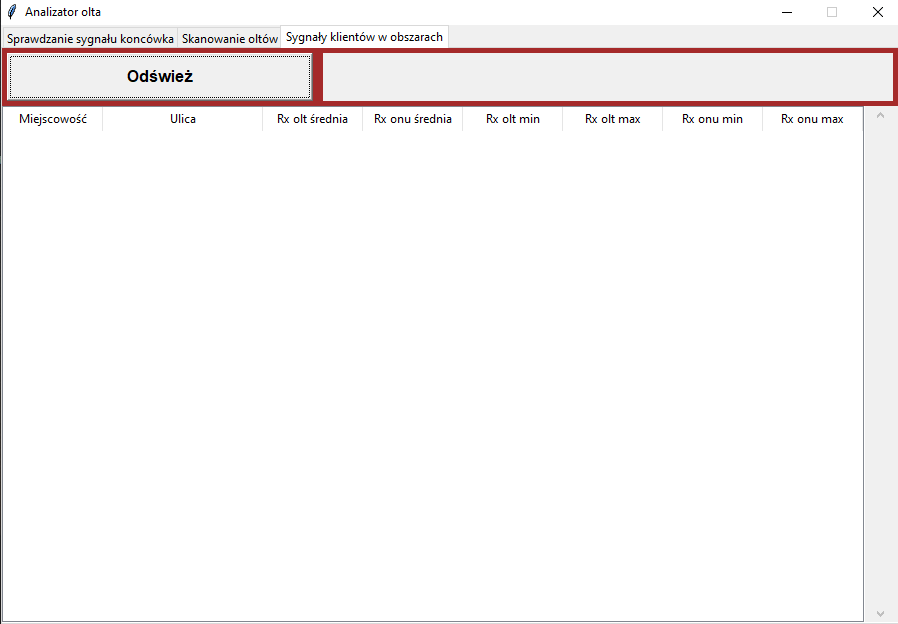 Analizator olta
Sprawdzanie sygnału koncówka Skanowanie oltów Sygnały klientów w obszarach
Odśwież
Miejscowość Ulica Rx olt średnia Rx onu średnia Rx olt min Rx olt max Rx onu min Rx onu max